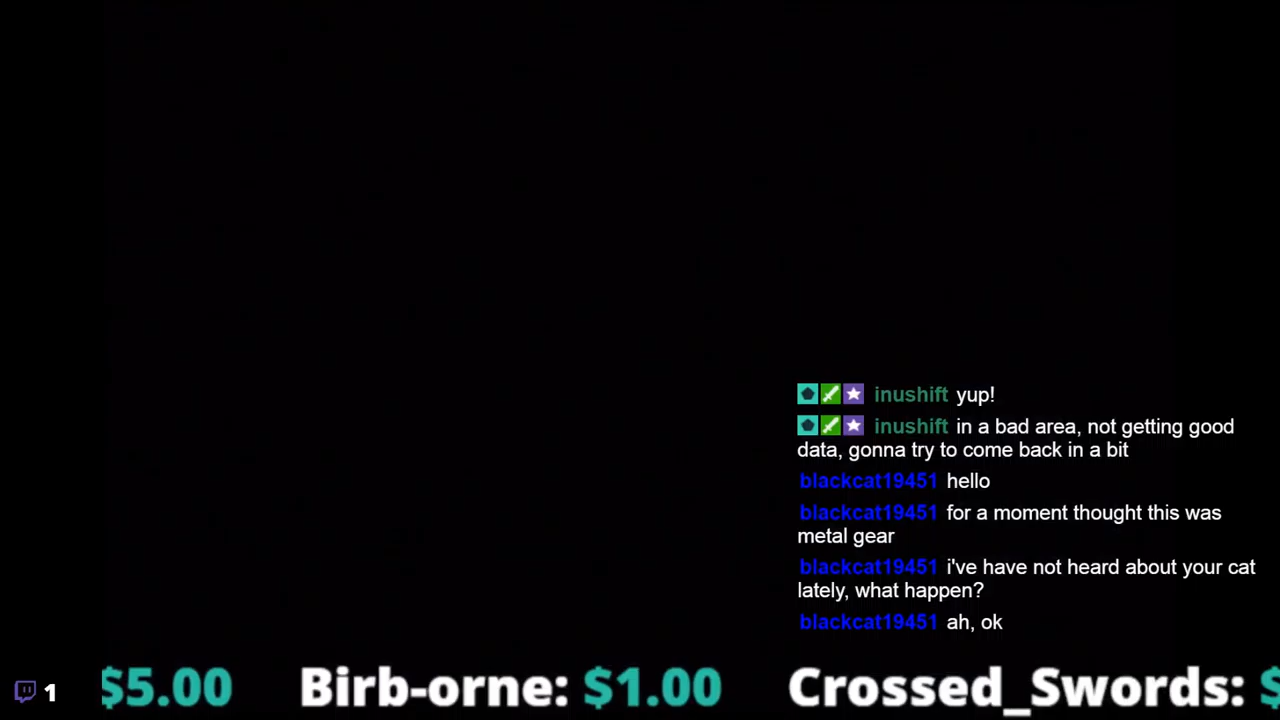 inushift yup!
inushift in a bad area, not getting good
data, gonna try to come back in a bit
blackcat19451 hello
blackcat19451 for a moment thought this was
metal gear
blackcat19451 i've have not heard about your cat
lately, what happen?
blackcat19451 ah, ok
1 $5.00 Birb-orne: $1.00 Crossed_Swords: $